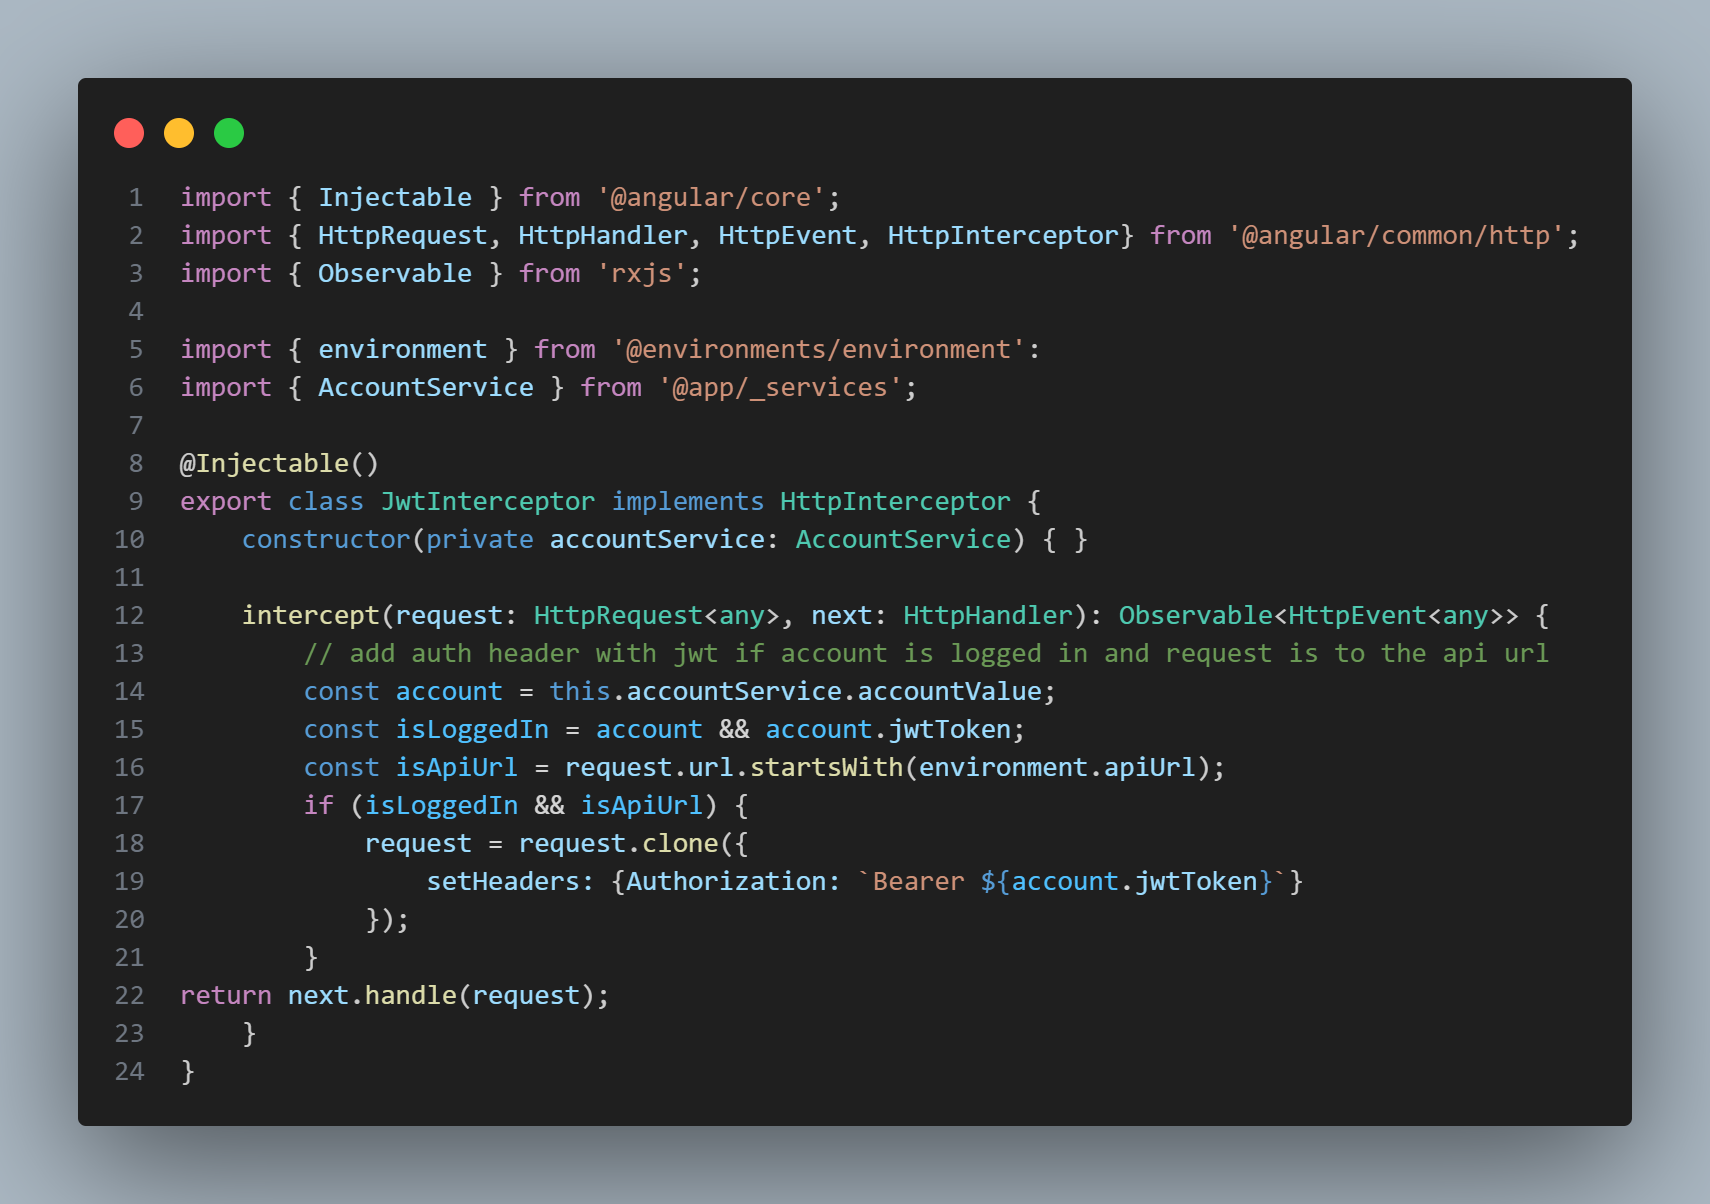 1 import { Injectable } from '@angular/core';
2 import { HttpRequest, HttpHandler, HttpEvent, HttpInterceptor} from '@angular/common/http';
3 import { Observable } from 'rxjs';
4
5 import { environment } from '@environments/environment':
6 import { AccountService } from '@app/_services';
7
8 @Injectable()
9 export class JwtInterceptor implements HttpInterceptor {
10     constructor(private accountService: AccountService) { }
11
12     intercept(request: HttpRequest<any>, next: HttpHandler): Observable<HttpEvent<any>> {
13         // add auth header with jwt if account is logged in and request is to the api url
14         const account = this.accountService.accountValue;
15         const isLoggedIn = account && account.jwtToken;
16         const isApiUrl = request.url.startsWith(environment.apiUrl);
17         if (isLoggedIn && isApiUrl) {
18             request = request.clone({
19                 setHeaders: {Authorization: `Bearer ${account.jwtToken}`}
20             });
21         }
22 return next.handle(request);
23     }
24 }